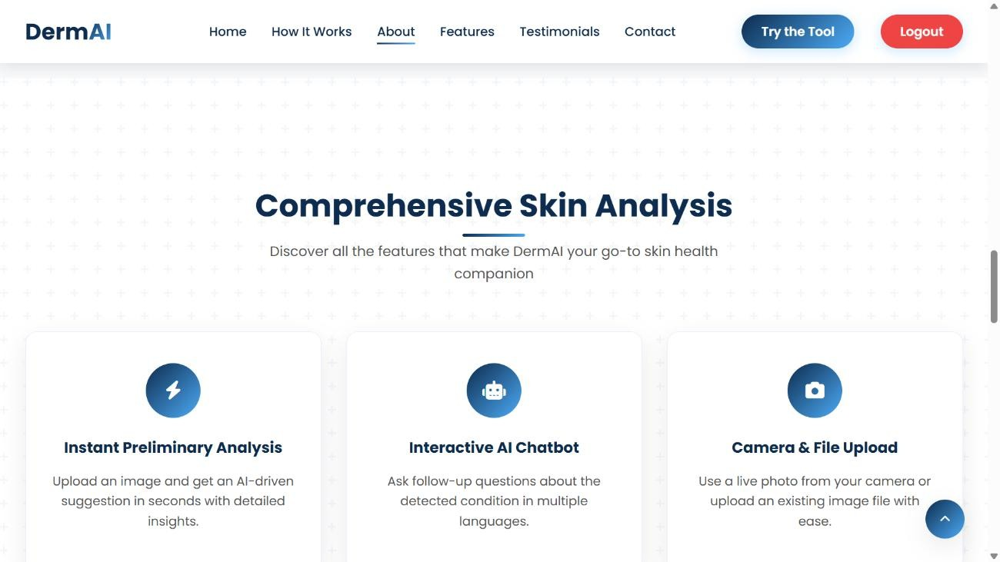 DermAI
Home
How It Works
About
Features
Testimonials
Contact
Try the Tool
Logout
Comprehensive Skin Analysis
Discover all the features that make DermAI your go-to skin health
companion
Instant Preliminary Analysis
Upload an image and get an AI-driven
suggestion in seconds with detailed
insights.
Interactive AI Chatbot
Ask follow-up questions about the
detected condition in multiple
languages.
Camera & File Upload
Use a live photo from your camera or
upload an existing image file with
ease.